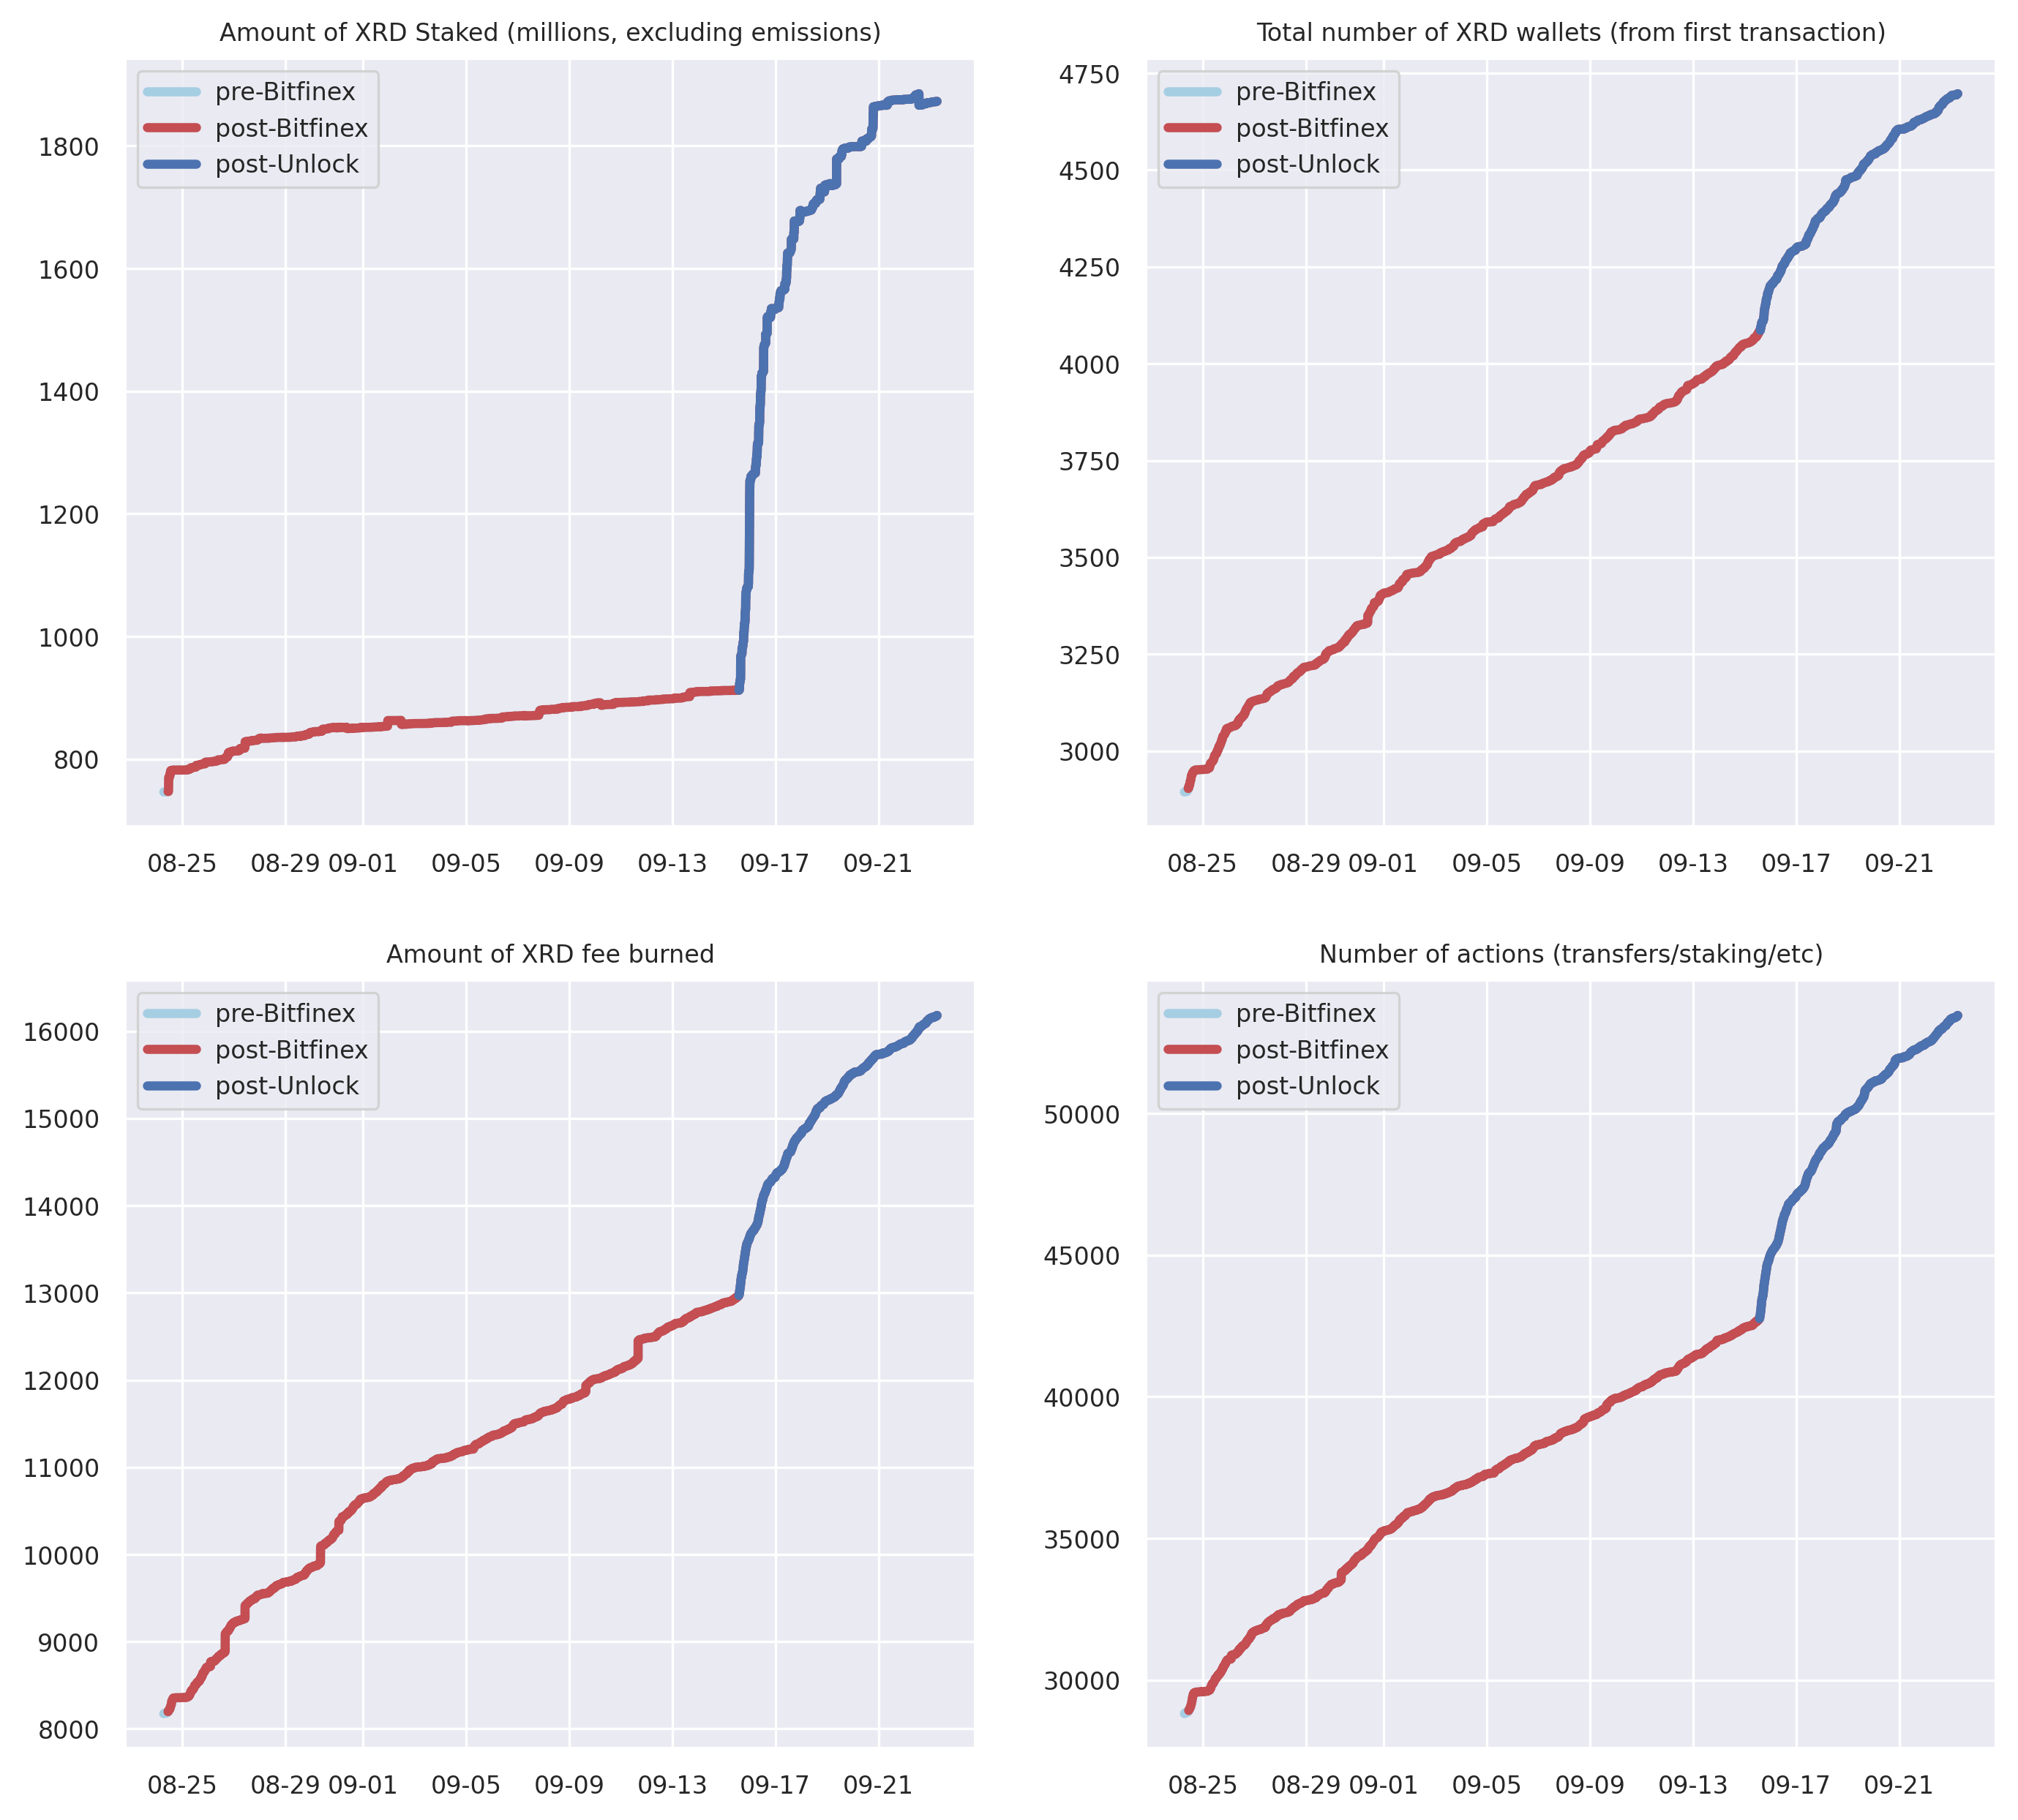 Amount of XRD Staked (millions, excluding emissions)
pre-Bitfinex
post-Bitfinex
post-Unlock
1800
1600
1400
1200
1000
800
08-25 08-29 09-01 09-05 09-09 09-13 09-17 09-21
Total number of XRD wallets (from first transaction)
pre-Bitfinex
post-Bitfinex
post-Unlock
4750
4500
4250
4000
3750
3500
3250
3000
08-25 08-29 09-01 09-05 09-09 09-13 09-17 09-21
Amount of XRD fee burned
pre-Bitfinex
post-Bitfinex
post-Unlock
16000
15000
14000
13000
12000
11000
10000
9000
8000
08-25 08-29 09-01 09-05 09-09 09-13 09-17 09-21
Number of actions (transfers/staking/etc)
pre-Bitfinex
post-Bitfinex
post-Unlock
50000
45000
40000
35000
30000
08-25 08-29 09-01 09-05 09-09 09-13 09-17 09-21